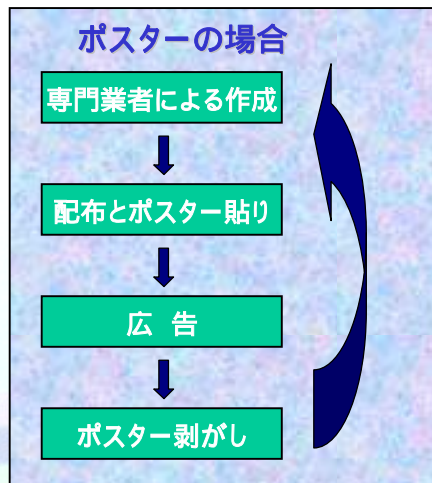 ポスターの場合
専門業者による作成
配布とポスター貼り
広 告
ポスター剥がし